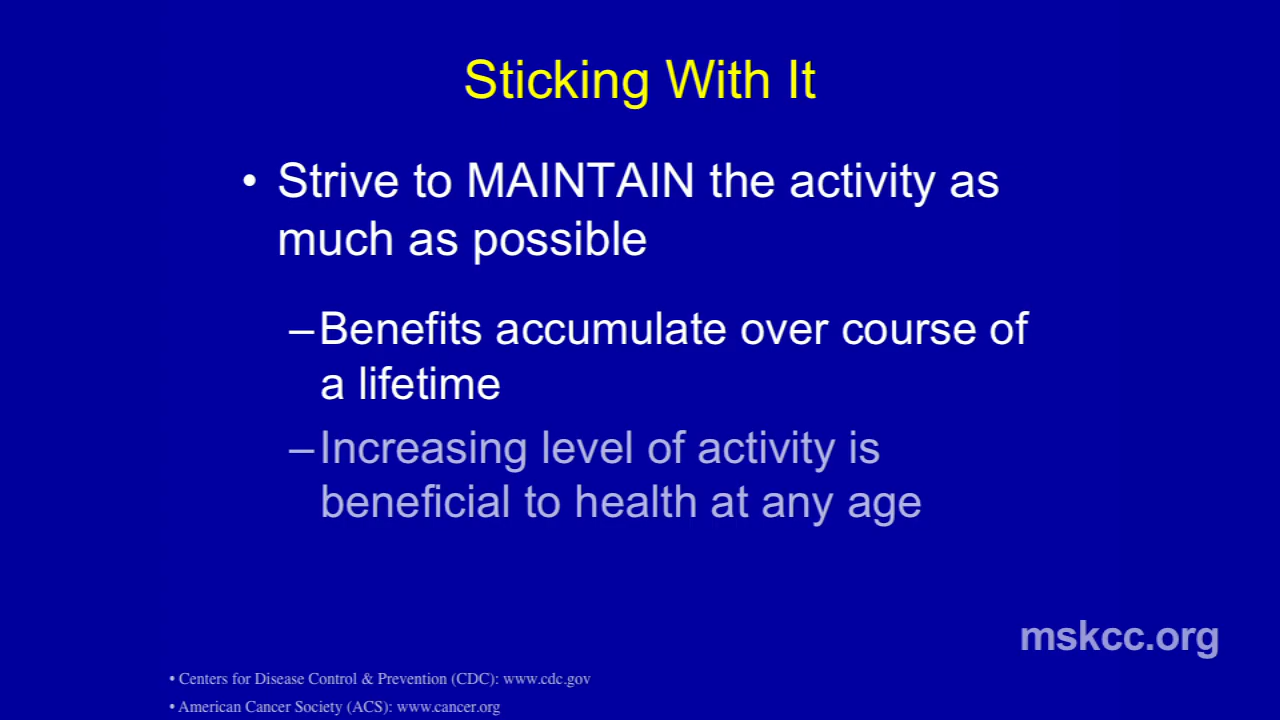 Sticking With It
• Strive to MAINTAIN the activity as
much as possible
–Benefits accumulate over course of
a lifetime
–Increasing level of activity is
beneficial to health at any age
mskcc.org
• Centers for Disease Control & Prevention (CDC): www.cdc.gov
• American Cancer Society (ACS): www.cancer.org